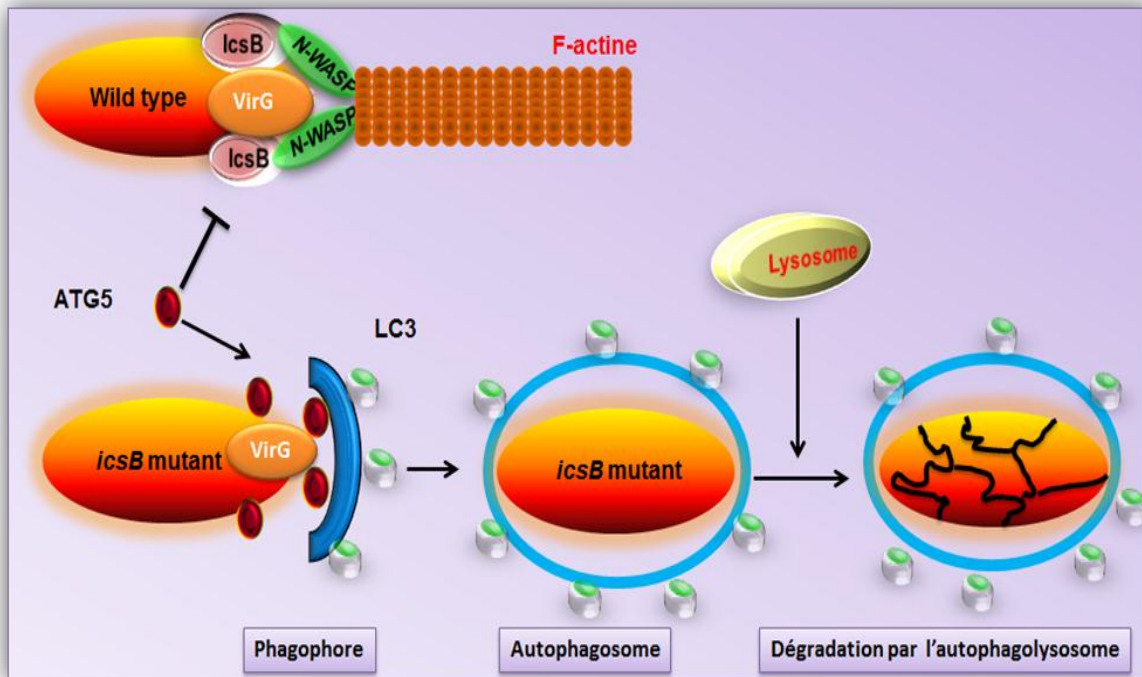 IcsB
N-WASP
F-actine
Wild type
VirG
N-WASP
IcsB
Lysosome
ATG5
LC3
icsB mutant
VirG
icsB mutant
Phagophore
Autophagosome
Dégradation par l'autophagolysosome